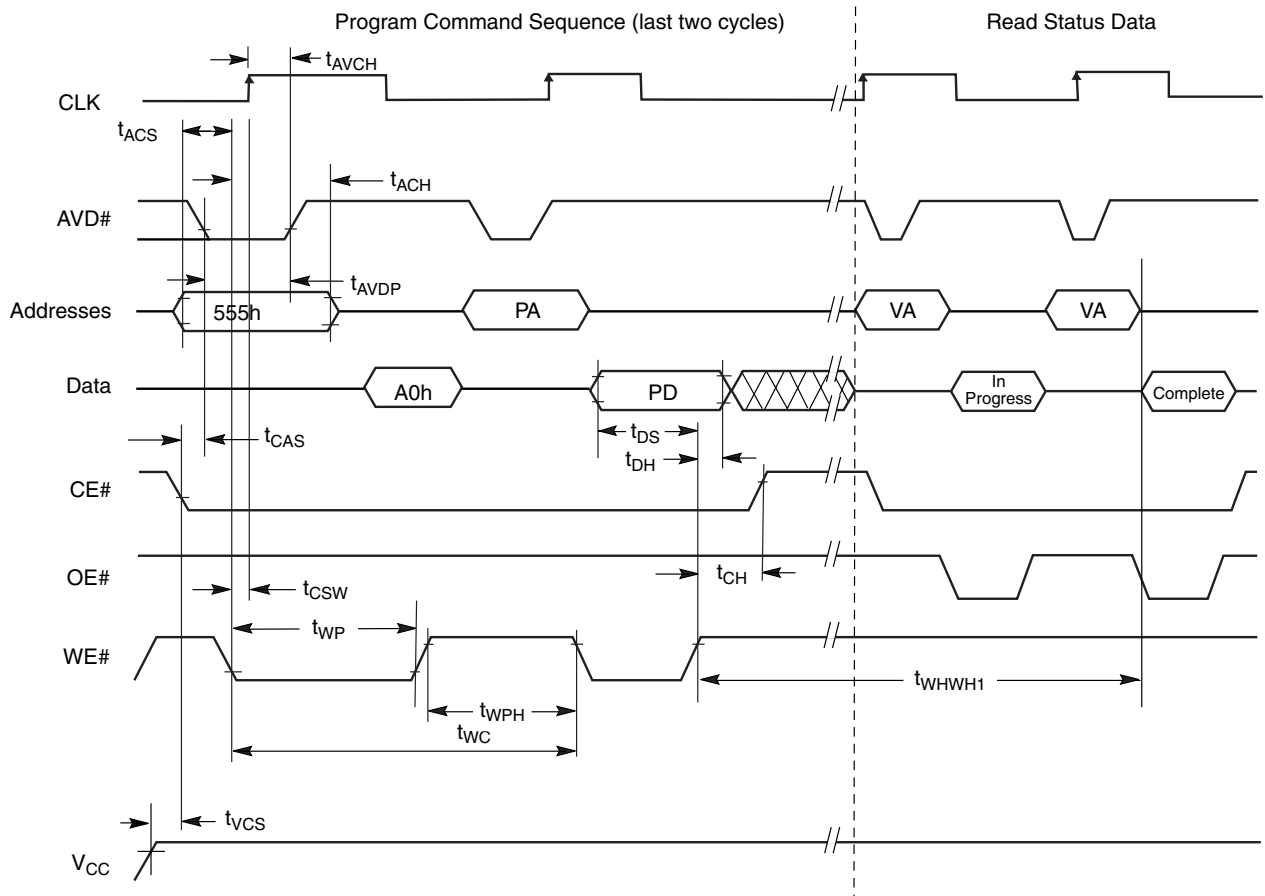 Program Command Sequence (last two cycles)
Read Status Data
tAVCH
CLK
tACS
tACH
AVD#
tAVDP
Addresses
555h
PA
VA
VA
Data
A0h
PD
In
Progress
Complete
tCAS
tDS
tDH
CE#
OE#
tCSW
tCH
tWP
WE#
tWHWH1
tWPH
tWC
tVCS
VCC